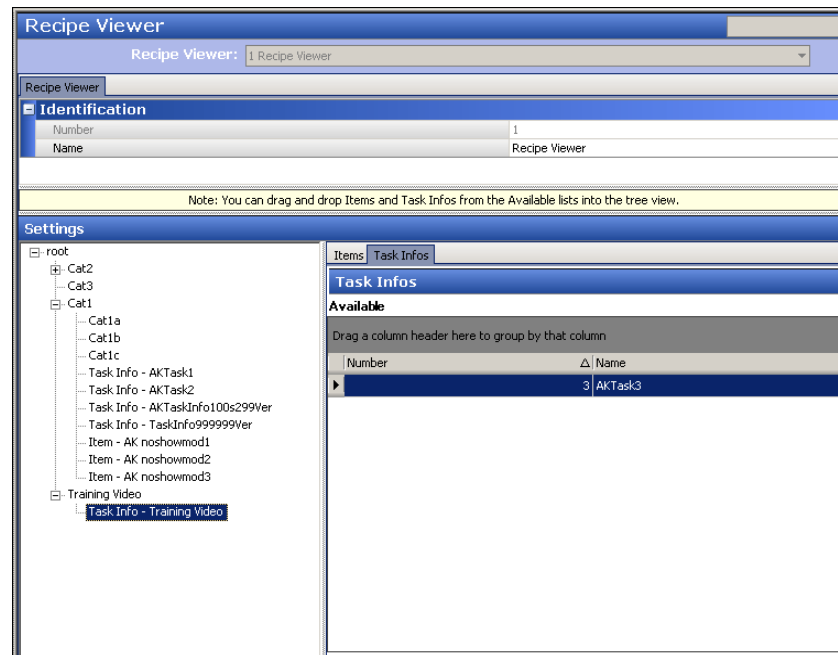 Recipe Viewer
Recipe Viewer: 1 Recipe Viewer
Recipe Viewer
Identification
Number 1
Name Recipe Viewer
Note: You can drag and drop Items and Task Infos from the Available lists into the tree view.
Settings
root
Cat2
Cat3
Cat1
Cat1a
Cat1b
Cat1c
Task Info - AKTask1
Task Info - AKTask2
Task Info - AKTaskInfo100s299Ver
Task Info - TaskInfo999999Ver
Item - AK noshowmod1
Item - AK noshowmod2
Item - AK noshowmod3
Training Video
Task Info - Training Video
Items Task Infos
Task Infos
Available
Drag a column header here to group by that column
Number Name
3 AKTask3